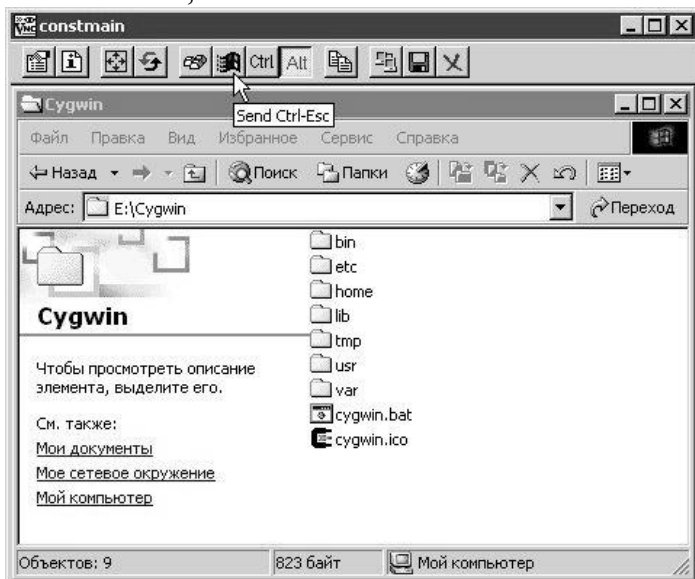 constmain
Ctrl Alt
Send Ctrl-Esc
Cygwin
Файл Правка Вид Избранное Сервис Справка
Назад Поиск Папки
Адрес: E:\Cygwin Переход
Cygwin
Чтобы просмотреть описание
элемента, выделите его.
См. также:
Мои документы
Мое сетевое окружение
Мой компьютер
bin
etc
home
lib
tmp
usr
var
cygwin.bat
cygwin.ico
Объектов: 9 823 байт Мой компьютер